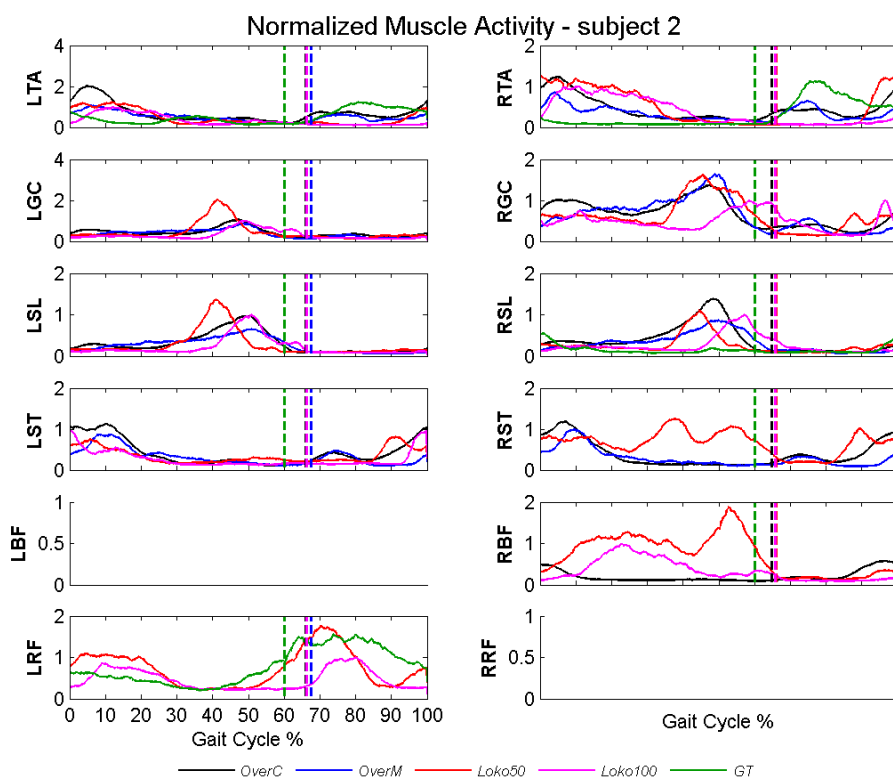 Normalized Muscle Activity - subject 2
LTA
4
2
0
RTA
2
1
0
LGC
4
2
0
RGC
2
1
0
LSL
2
1
0
RSL
2
1
0
LST
2
1
0
RST
2
1
0
LBF
1
0.5
0
RBF
2
1
0
LRF
2
1
0
0 10 20 30 40 50 60 70 80 90 100
Gait Cycle %
RRF
1
0.5
0
Gait Cycle %
OverC OverM Loko50 Loko100 GT